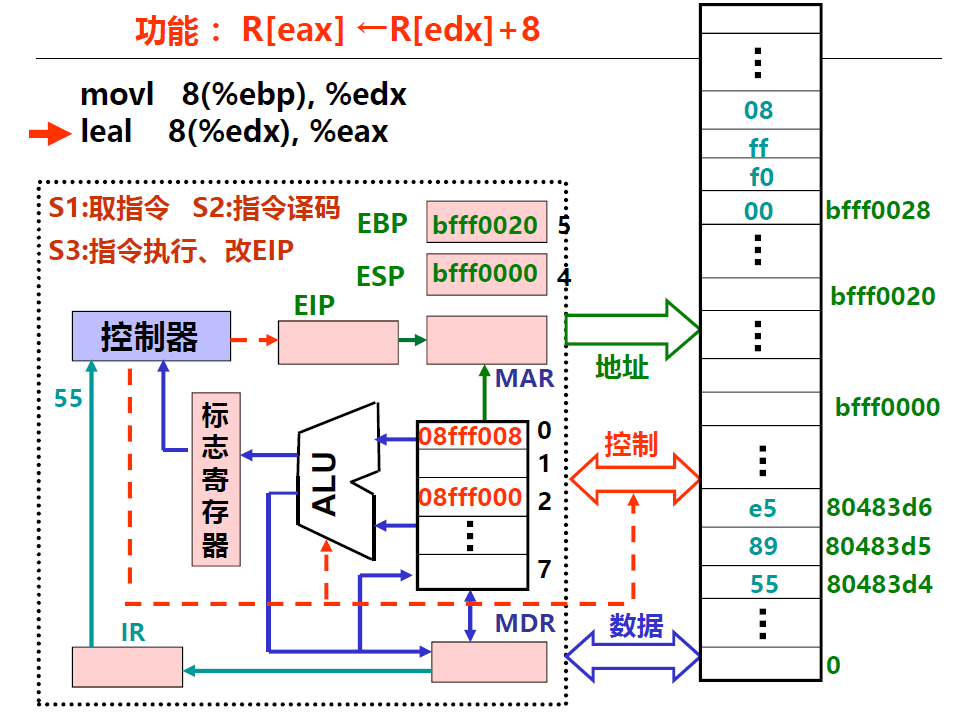 功能： R[eax] ←R[edx]+8
movl 8(%ebp), %edx
leal 8(%edx), %eax
S1:取指令 S2:指令译码
S3:指令执行、改EIP
EBP bfff0020 5
ESP bfff0000 4
EIP
控制器
MAR
55
标志寄存器
ALU
08fff008 0
1
08fff000 2
7
MDR
IR
地址
控制
数据
08
ff
f0
00 bfff0028
bfff0020
bfff0000
e5 80483d6
89 80483d5
55 80483d4
0